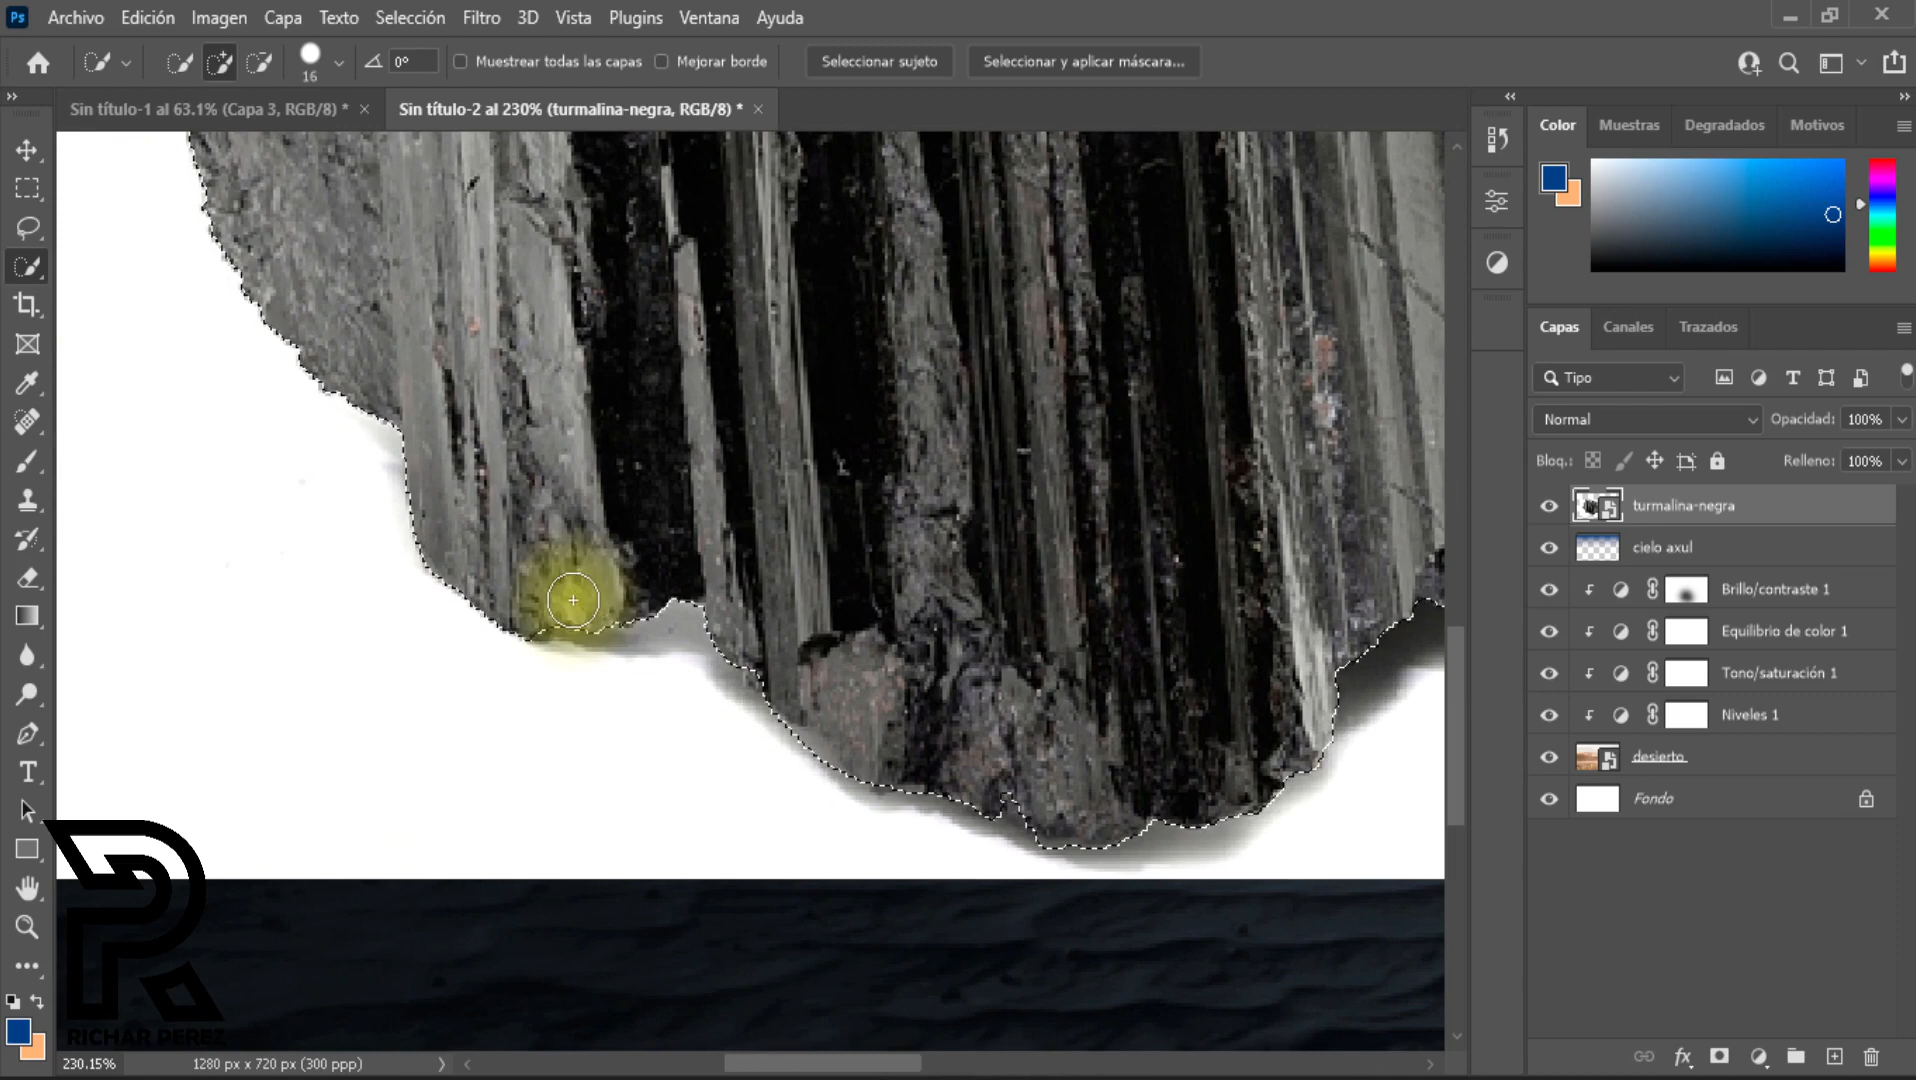 Ps Archivo Edición Imagen Capa Texto Selección Filtro 3D Vista Plugins Ventana Ayuda
16 0° Muestrear todas las capas Mejorar borde Seleccionar sujeto Seleccionar y aplicar máscara...
Sin título-1 al 63.1% (Capa 3, RGB/8) * Sin título-2 al 230% (turmalina-negra, RGB/8) *
Color Muestras Degradados Motivos
Capas Canales Trazados
Tipo
Normal Opacidad: 100%
Bloq.: Relleno: 100%
turmalina-negra
cielo axul
Brillo/contraste 1
Equilibrio de color 1
Tono/saturación 1
Niveles 1
desierto
Fondo
RICHAR PEREZ
230.15% 1280 px x 720 px (300 ppp)